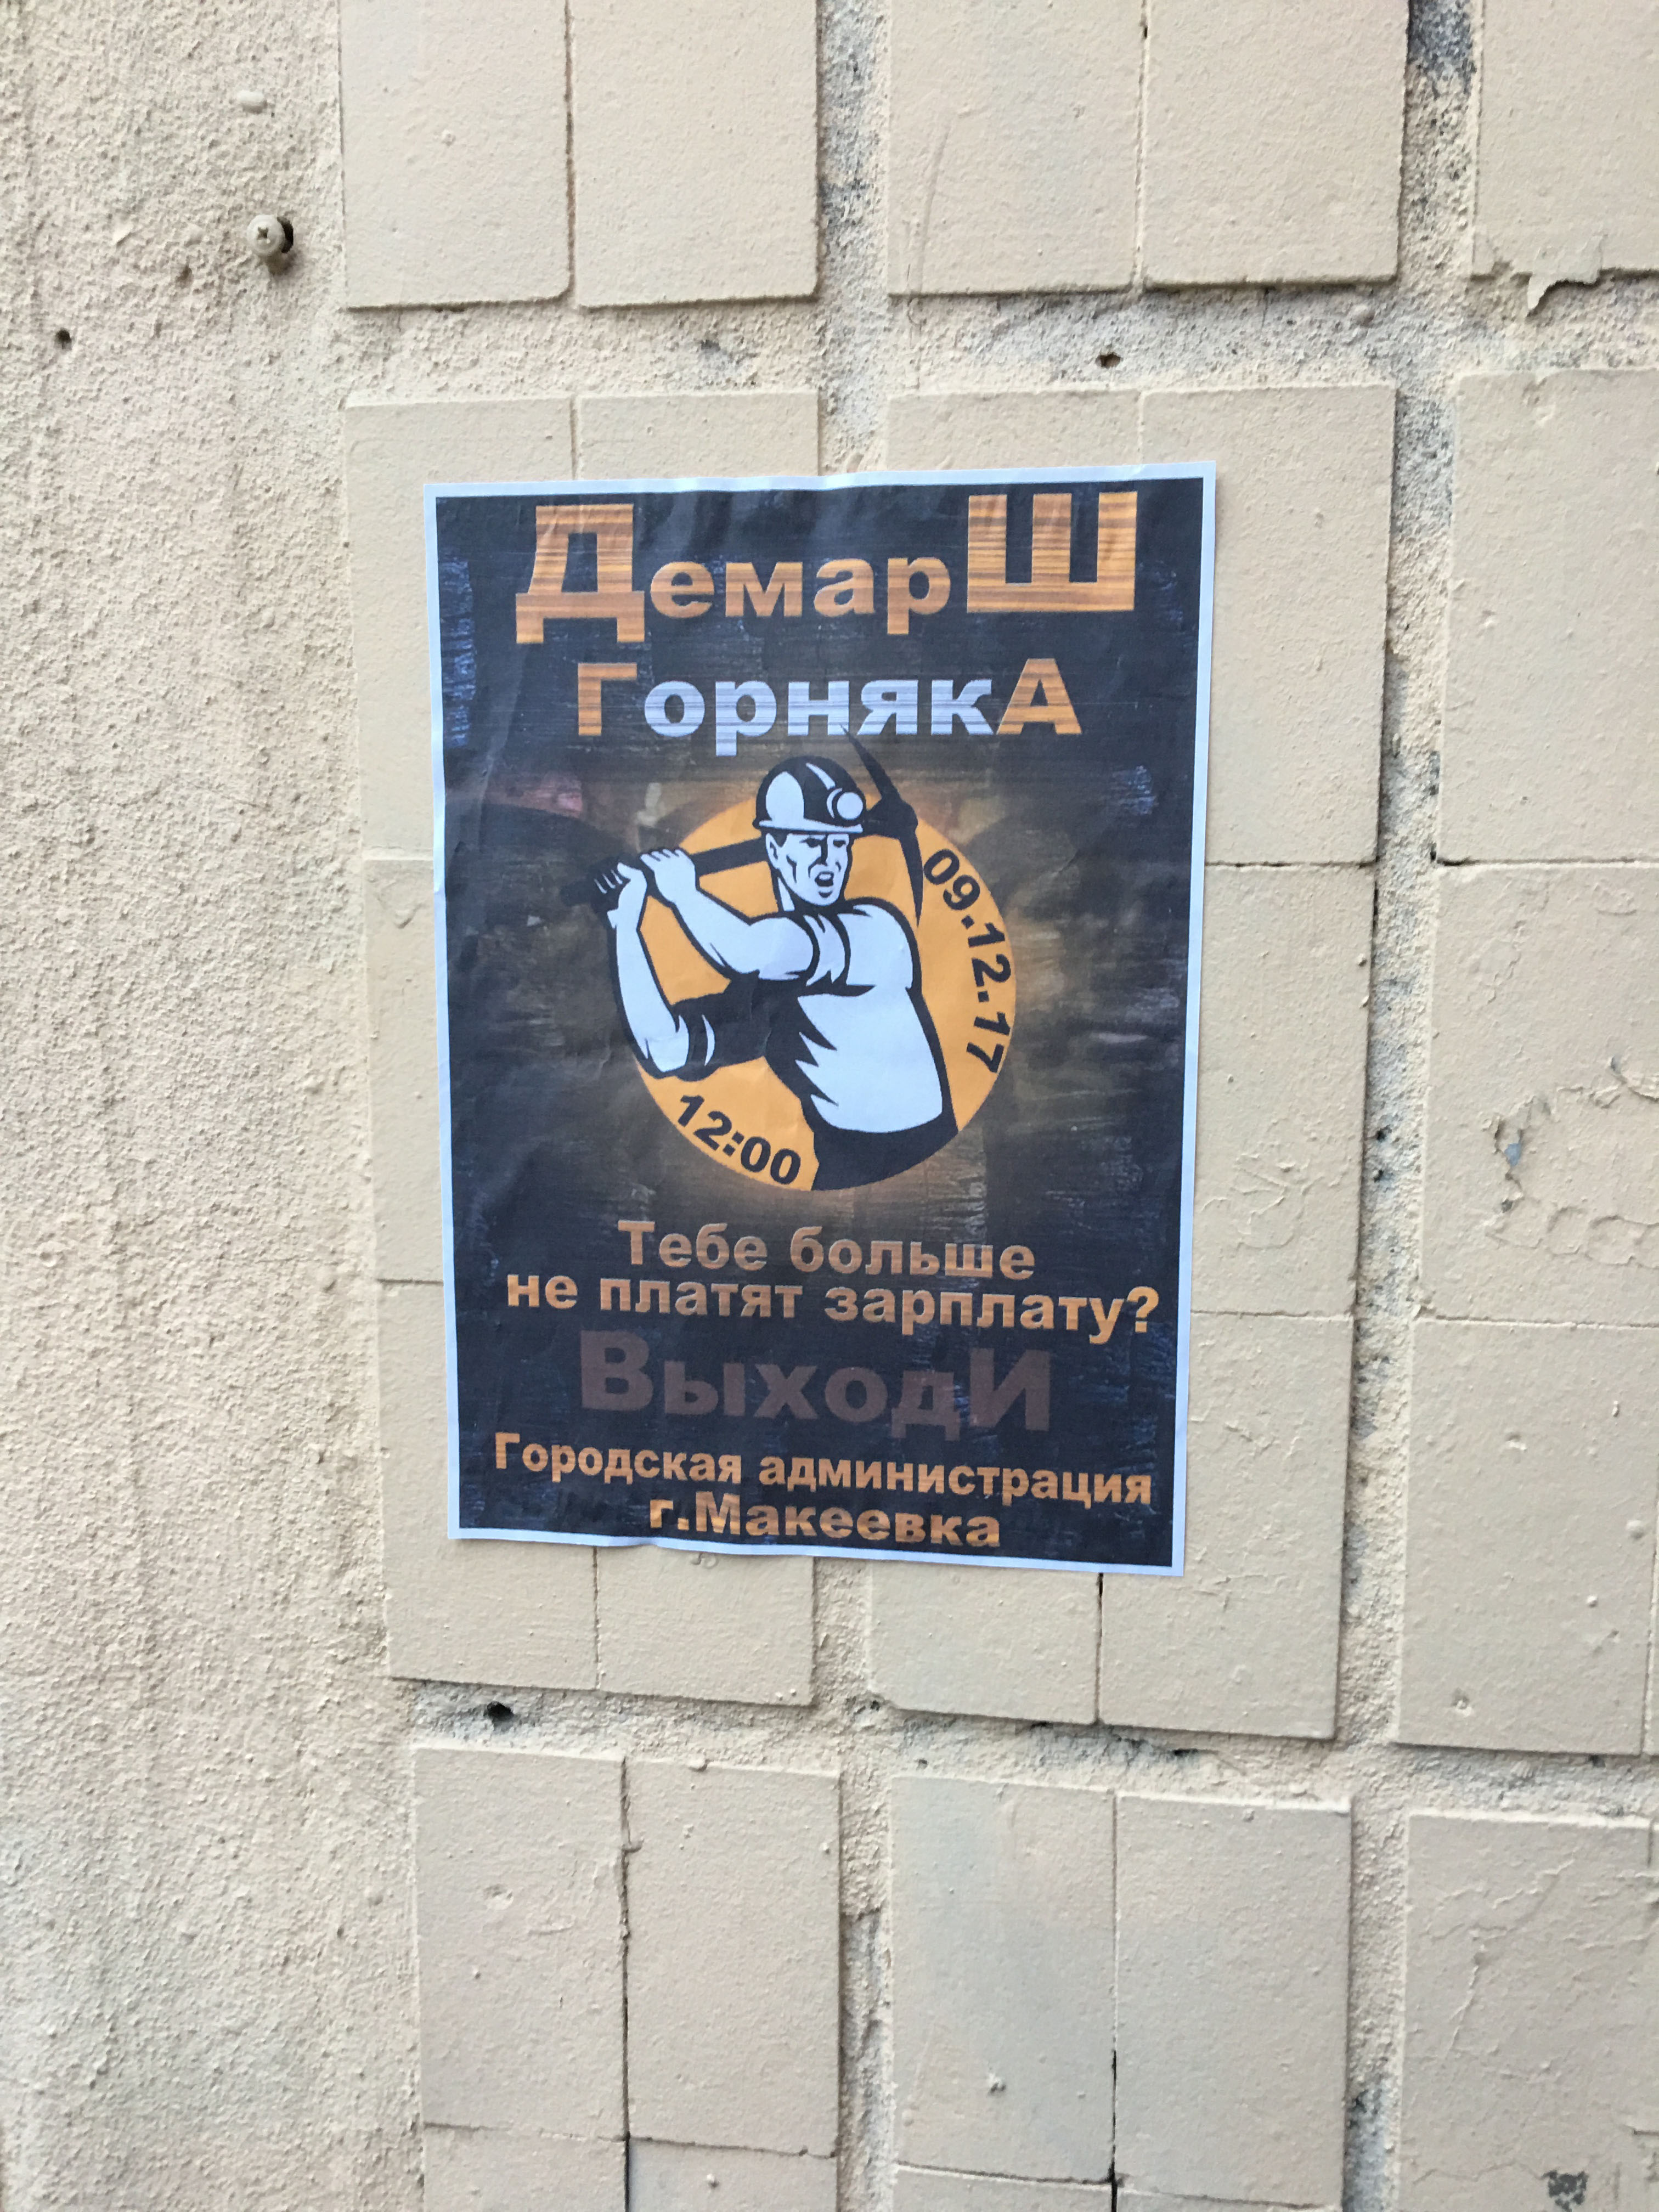 ДемарШ
ГорнякА
09.12.17
12:00
Тебе больше
не платят зарплату?
ВыходИ
Городская администрация
г.Макеевка